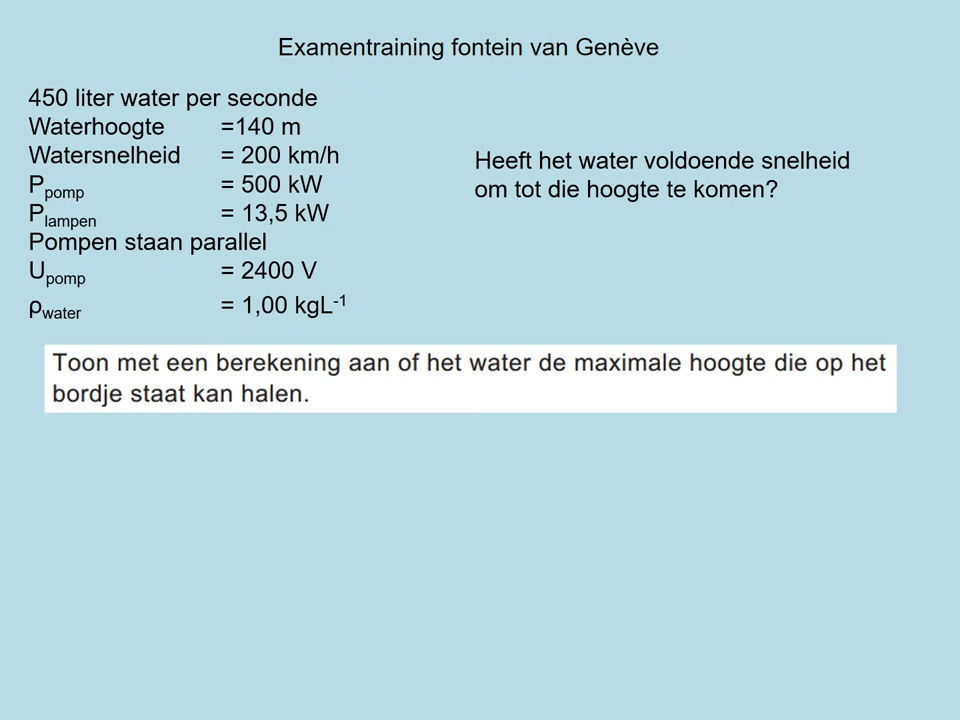 Examentraining fontein van Genève
450 liter water per seconde
Waterhoogte =140 m
Watersnelheid = 200 km/h
Ppomp = 500 kW
Plampen = 13,5 kW
Pompen staan parallel
Upomp = 2400 V
ρwater = 1,00 kgL-1
Heeft het water voldoende snelheid
om tot die hoogte te komen?
Toon met een berekening aan of het water de maximale hoogte die op het
bordje staat kan halen.